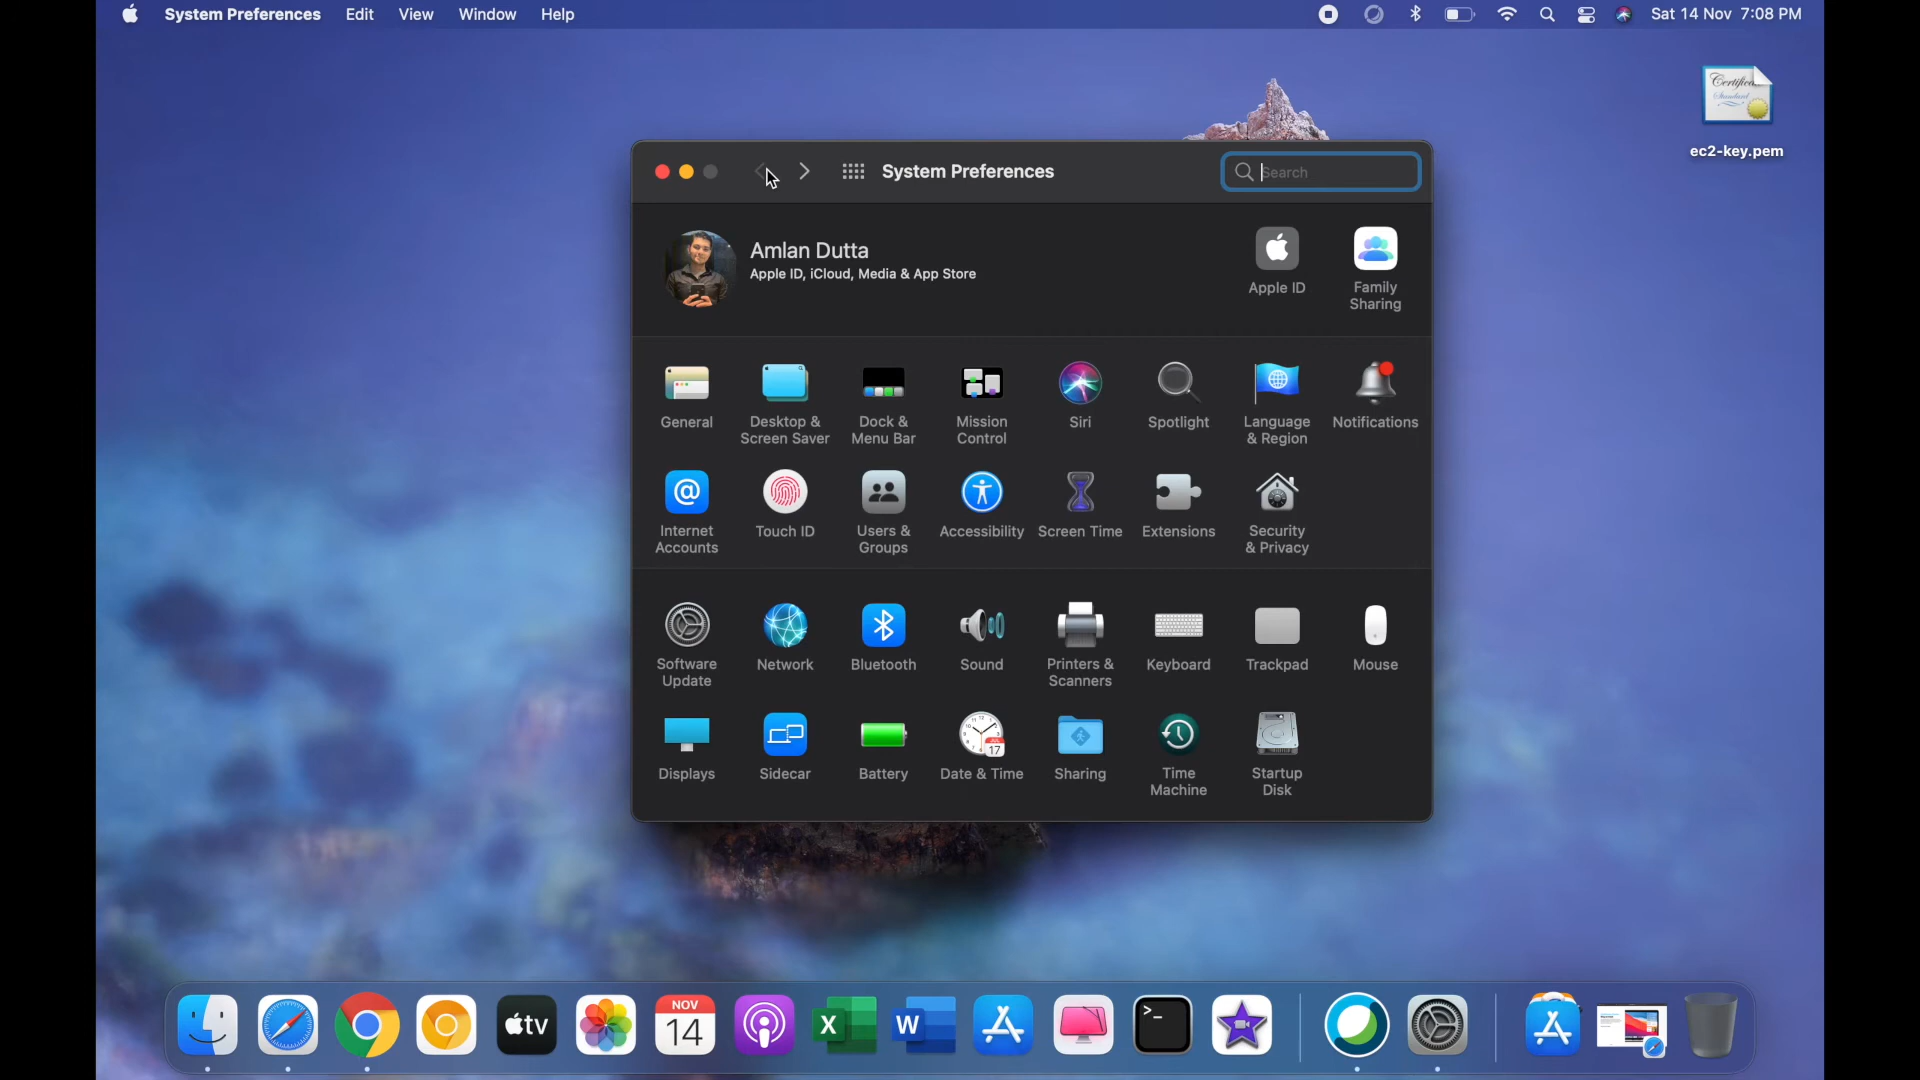 System Preferences Edit View Window Help Sat 14 Nov 7:08 PM
ec2-key.pem
System Preferences
Search
Amlan Dutta
Apple ID, iCloud, Media & App Store
Apple ID
Family
Sharing
General
Desktop &
Screen Saver
Dock &
Menu Bar
Mission
Control
Siri
Spotlight
Language
& Region
Notifications
Internet
Accounts
Touch ID
Users &
Groups
Accessibility
Screen Time
Extensions
Security
& Privacy
Software
Update
Network
Bluetooth
Sound
Printers &
Scanners
Keyboard
Trackpad
Mouse
Displays
Sidecar
Battery
17
Date & Time
Sharing
Time
Machine
Startup
Disk
tv
NOV
14
X
W
>_